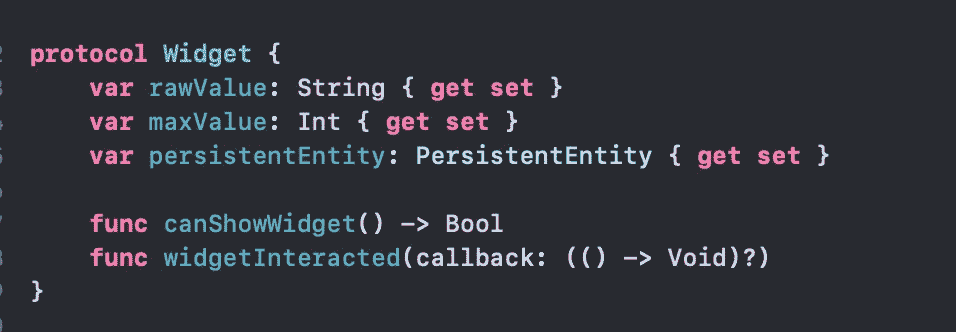 protocol Widget {
    var rawValue: String { get set }
    var maxValue: Int { get set }
    var persistentEntity: PersistentEntity { get set }

    func canShowWidget() -> Bool
    func widgetInteracted(callback: (() -> Void)?)
}